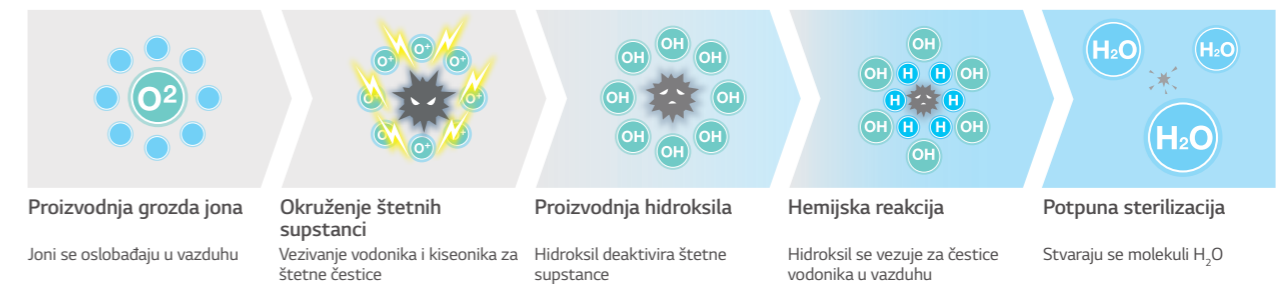 O2
O+
O+
O+
O+
O+
O+
O+
O+
OH
OH
OH
OH
OH
OH
OH
OH
OH
OH
H
H
OH
H
H
OH
H
H
OH
OH
H2O
H2O
H2O
Proizvodnja grozda jona
Joni se oslobađaju u vazduhu
Okruženje štetnih
supstanci
Vezivanje vodonika i kiseonika za
štetne čestice
Proizvodnja hidroksila
Hidroksil deaktivira štetne
supstance
Hemijska reakcija
Hidroksil se vezuje za čestice
vodonika u vazduhu
Potpuna sterilizacija
Stvaraju se molekuli H2O